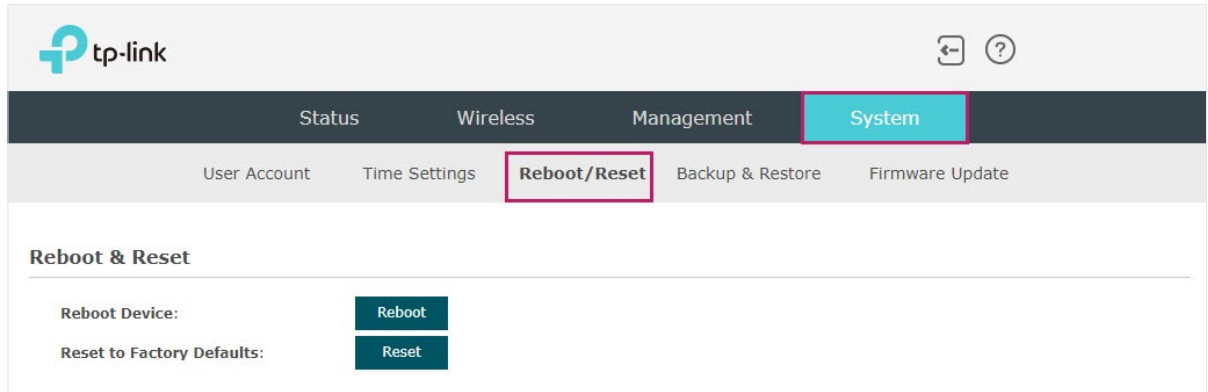 tp-link
Status Wireless Management System
User Account Time Settings Reboot/Reset Backup & Restore Firmware Update
Reboot & Reset
Reboot Device: Reboot
Reset to Factory Defaults: Reset